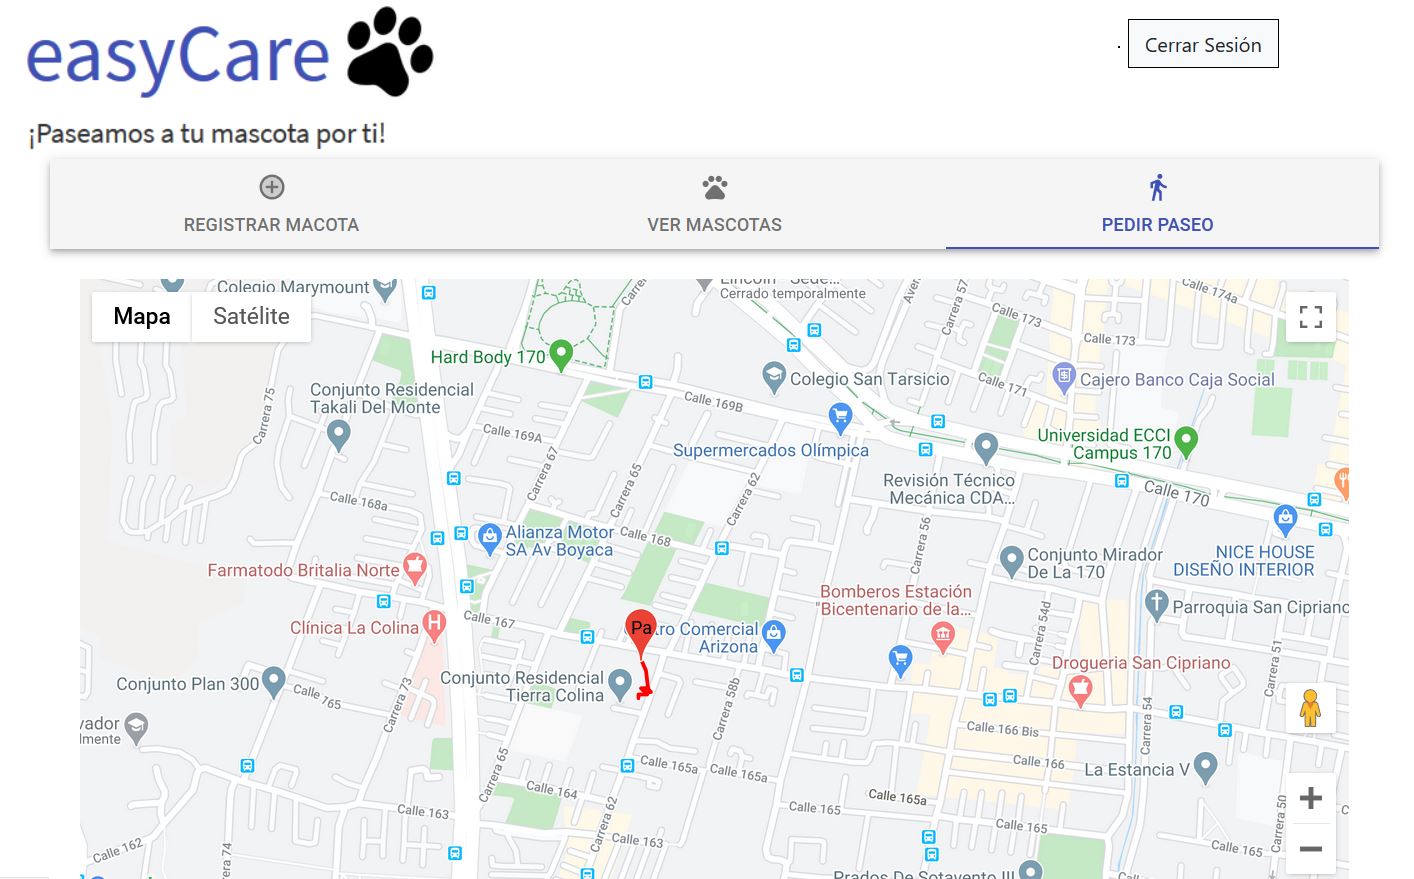 easyCare
. Cerrar Sesión
¡Paseamos a tu mascota por ti!
REGISTRAR MACOTA
VER MASCOTAS
PEDIR PASEO
Mapa
Satélite
Colegio Marymount
Cerrado temporalmente
Calle 174a
Carrera 57
Calle 173
Calle 173
Hard Body 170
Colegio San Tarsicio
Cajero Banco Caja Social
Calle 171
Conjunto Residencial
Takali Del Monte
Calle 169B
Carrera 75
Calle 169A
Supermercados Olímpica
Universidad ECCI
Campus 170
Carrera 67
Carrera 65
Carrera 62
Revisión Técnico
Mecánica CDA...
Calle 170
Calle 168a
Alianza Motor
SA Av Boyaca
Calle 168
Carrera 56
Conjunto Mirador
De La 170
NICE HOUSE
DISEÑO INTERIOR
Farmatodo Britalia Norte
Bomberos Estación
"Bicentenario de la...
Parroquia San Cipriano
Clínica La Colina
Calle 167
Pa
tro Comercial
Arizona
Carrera 54d
Carrera 51
Drogueria San Cipriano
Conjunto Plan 300
Calle 165
Carrera 73
Conjunto Residencial
Tierra Colina
Carrera 58b
Carrera 54
vador
lmente
Calle 166 Bis
Carrera 65
Calle 165a
Calle 165a
Calle 166
La Estancia V
Calle 164
Calle 165a
Calle 163
Carrera 62
Calle 165
Carrera 50
Calle 162
Carrera 74
Calle 163
Calle 165
Prados De Sotavento III